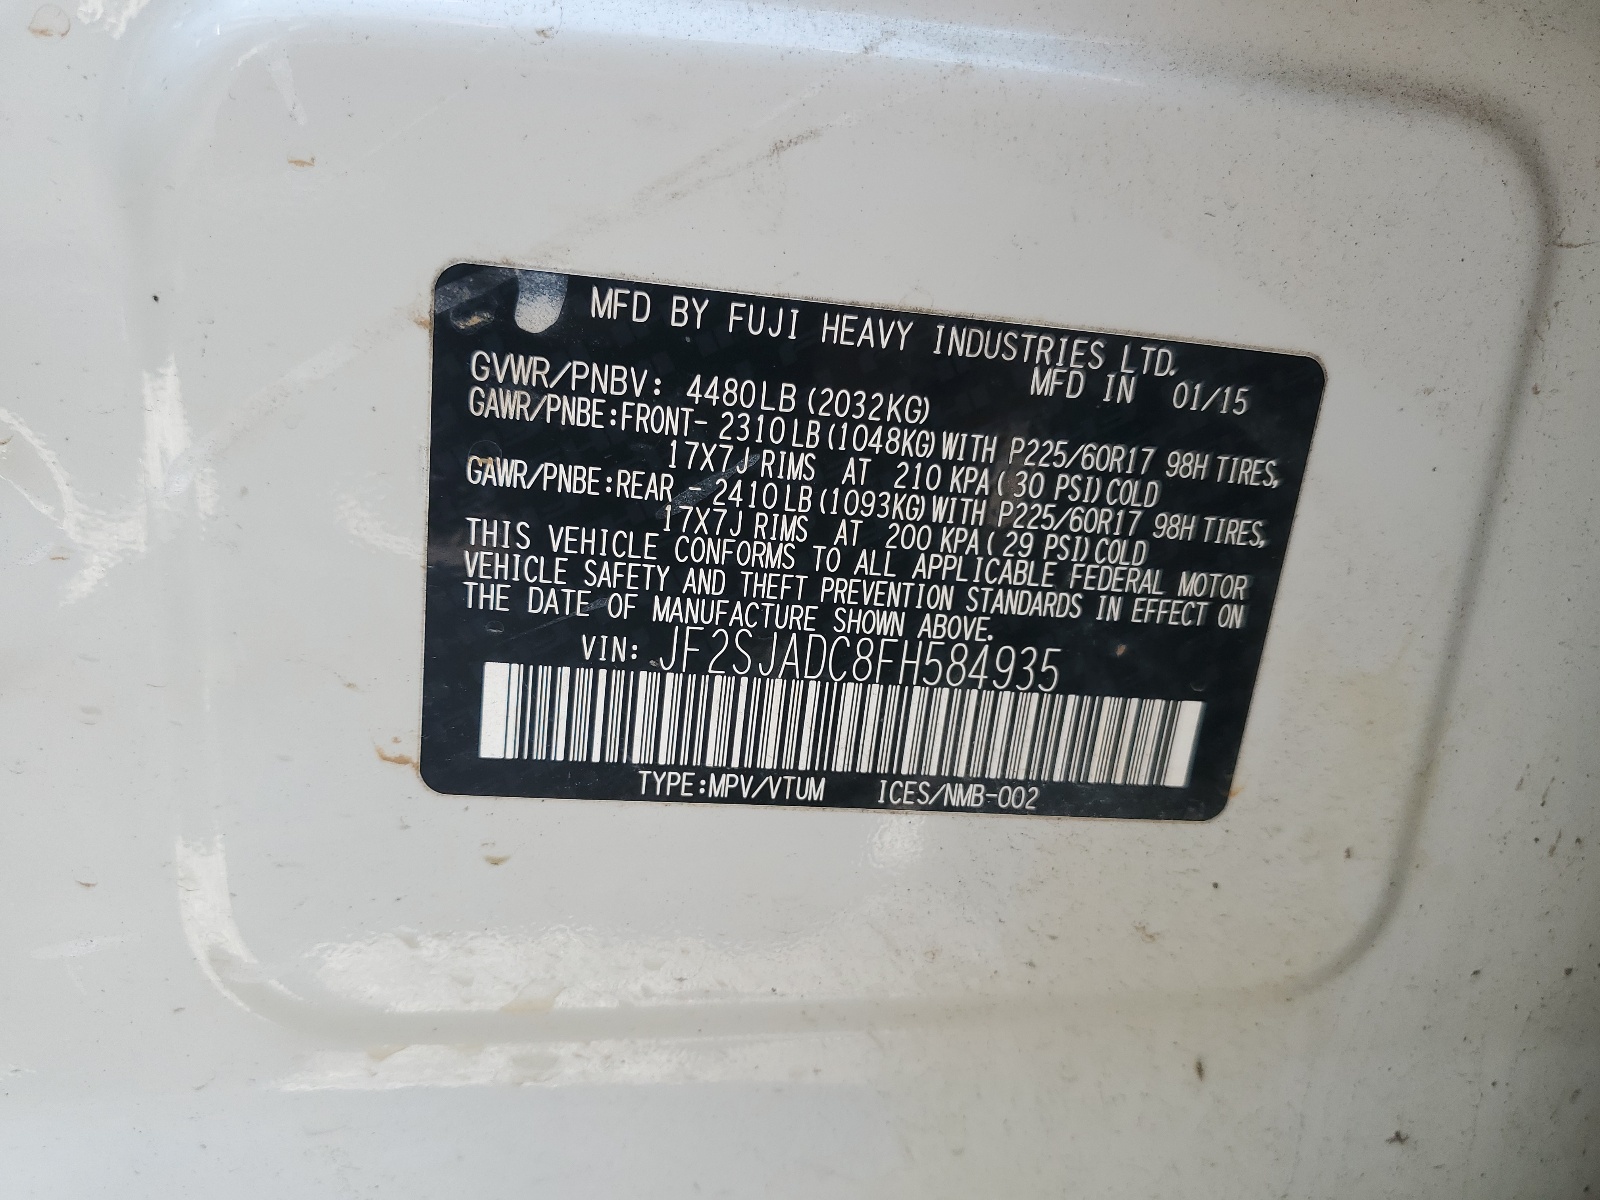 MFD BY FUJI HEAVY INDUSTRIES LTD.
MFD IN 01/15
GVWR/PNBV: 4480LB (2032KG)
GAWR/PNBE:FRONT- 2310LB (1048KG) WITH P225/60R17 98H TIRES,
17X7J RIMS AT 210 KPA ( 30 PSI) COLD
GAWR/PNBE:REAR - 2410LB (1093KG) WITH P225/60R17 98H TIRES,
17X7J RIMS AT 200 KPA ( 29 PSI) COLD
THIS VEHICLE CONFORMS TO ALL APPLICABLE FEDERAL MOTOR
VEHICLE SAFETY AND THEFT PREVENTION STANDARDS IN EFFECT ON
THE DATE OF MANUFACTURE SHOWN ABOVE.
VIN: JF2SJADC8FH584935
TYPE:MPV/VTUM ICES/NMB-002